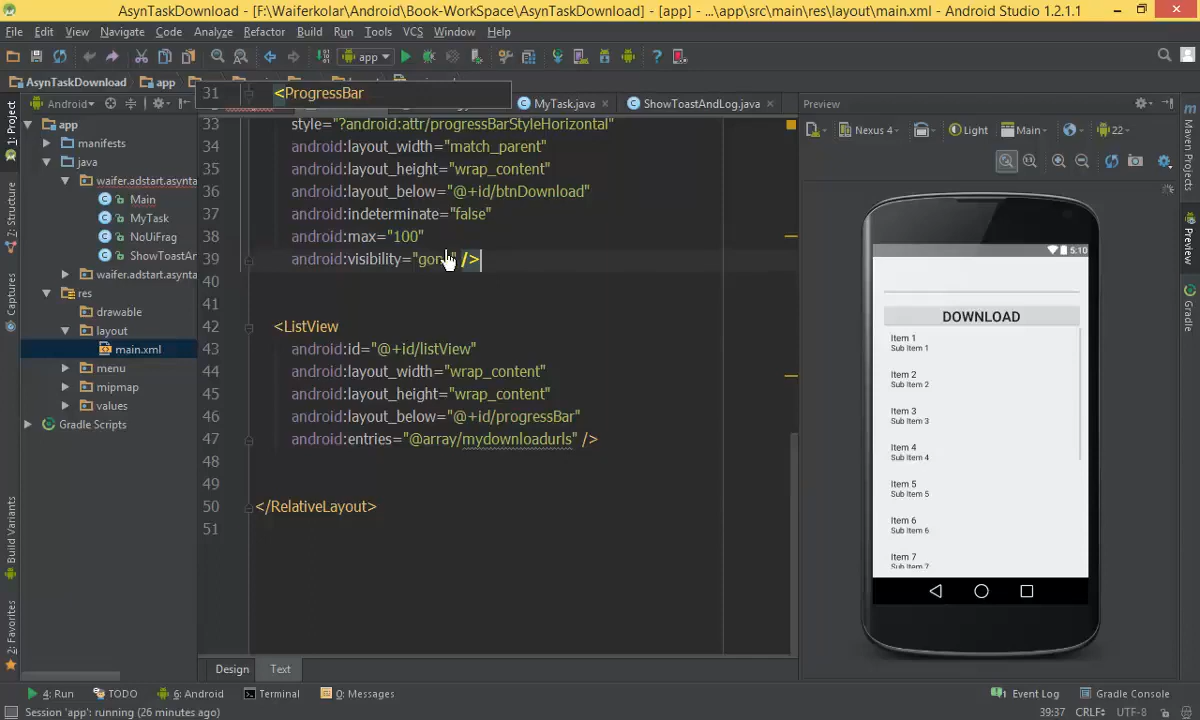 AsynTaskDownload - [F:\Waiferkolar\Android\Book-WorkSpace\AsynTaskDownload] - [app] - ...\app\src\main\res\layout\main.xml - Android Studio 1.2.1.1
File Edit View Navigate Code Analyze Refactor Build Run Tools VCS Window Help
app
AsynTaskDownload app
31 <ProgressBar
Android
MyTask.java ShowToastAndLog.java
Preview
1: Project
Z: Structure
Captures
Build Variants
2: Favorites
app
manifests
java
waifer.adstart.asynta
Main
MyTask
NoUiFrag
ShowToastAr
waifer.adstart.asynta
res
drawable
layout
main.xml
menu
mipmap
values
Gradle Scripts
33 style="?android:attr/progressBarStyleHorizontal"
34 android:layout_width="match_parent"
35 android:layout_height="wrap_content"
36 android:layout_below="@+id/btnDownload"
37 android:indeterminate="false"
38 android:max="100"
39 android:visibility="gon" />
40
41
42 <ListView
43 android:id="@+id/listView"
44 android:layout_width="wrap_content"
45 android:layout_height="wrap_content"
46 android:layout_below="@+id/progressBar"
47 android:entries="@array/mydownloadurls" />
48
49
50 </RelativeLayout>
51
Design Text
Nexus 4 Light Main 22
5:10
DOWNLOAD
Item 1
Sub Item 1
Item 2
Sub Item 2
Item 3
Sub Item 3
Item 4
Sub Item 4
Item 5
Sub Item 5
Item 6
Sub Item 6
Item 7
Sub Item 7
Maven Projects
Preview
Gradle
4: Run TODO 6: Android Terminal 0: Messages Event Log Gradle Console
Session 'app': running (26 minutes ago) 39:37 CRLF UTF-8